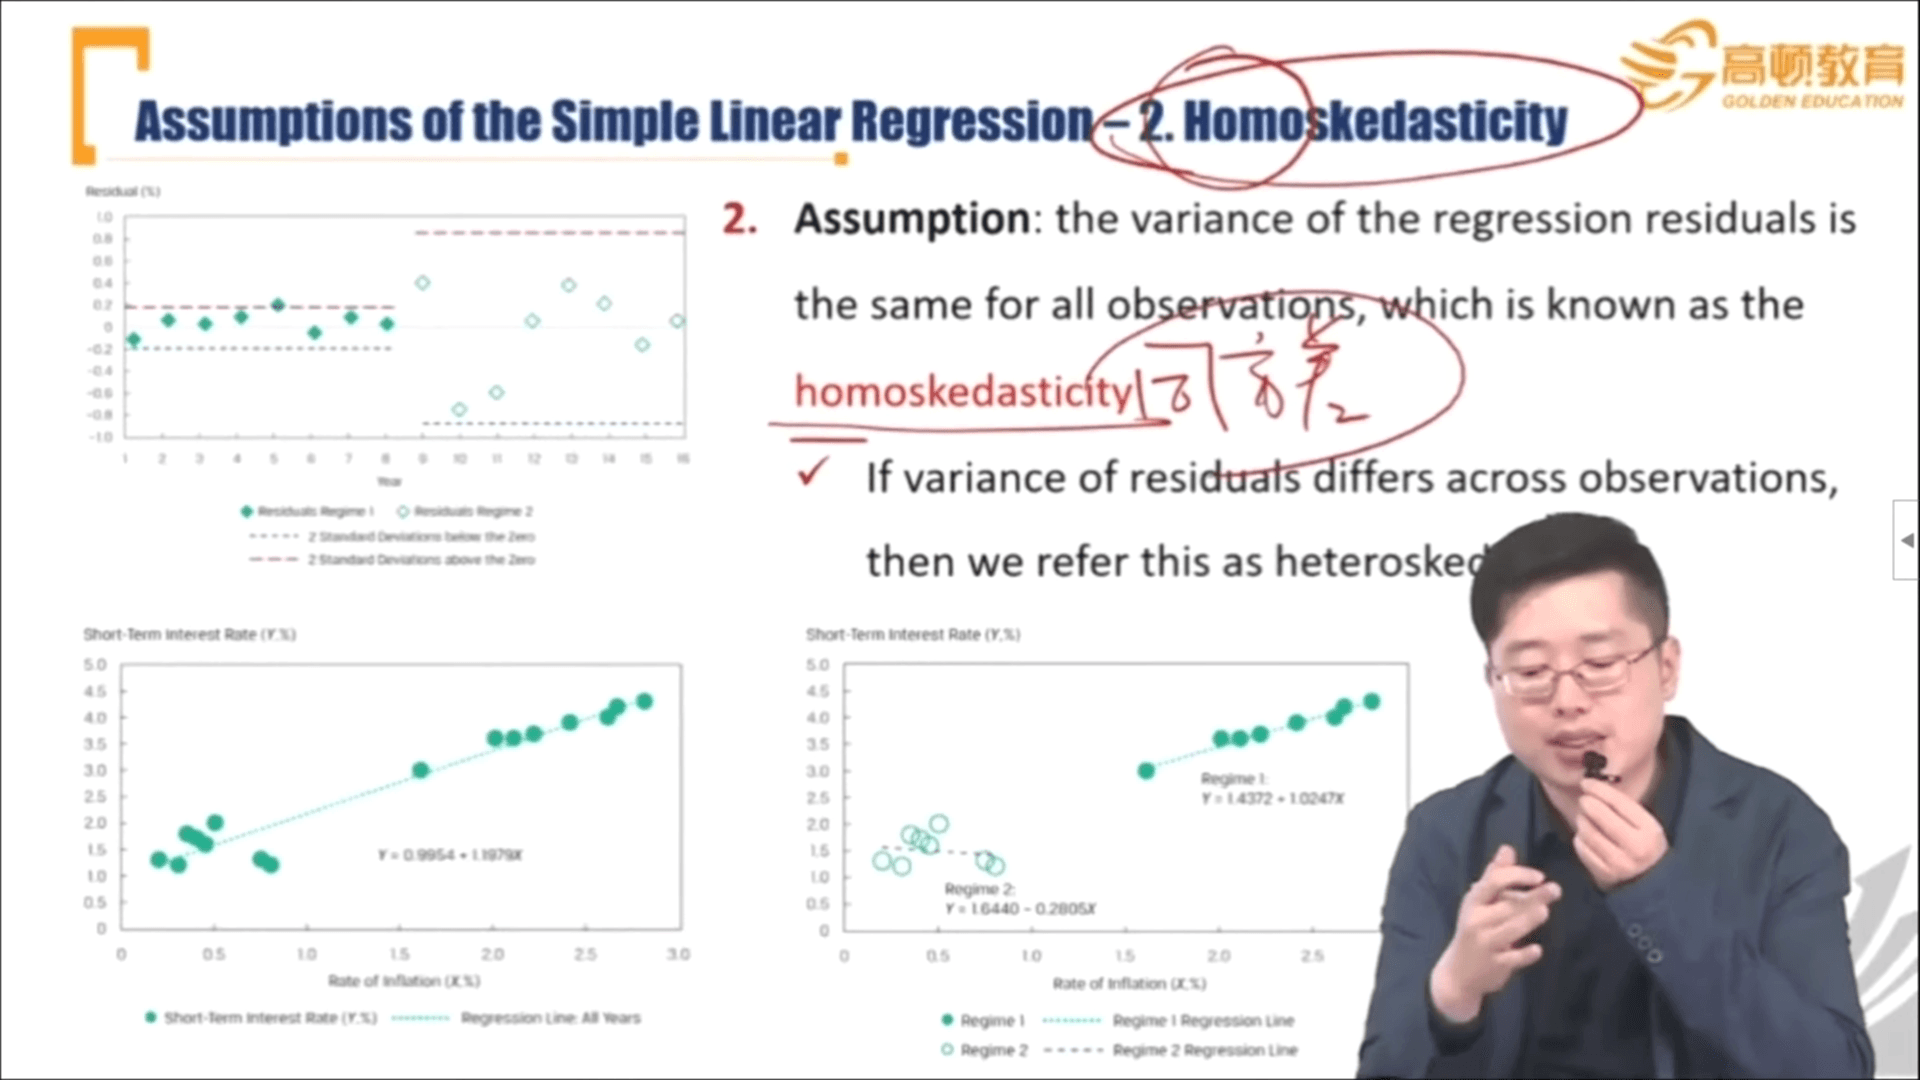 Assumptions of the Simple Linear Regression – 2. Homoskedasticity
高顿教育
GOLDEN EDUCATION
Residual (%)
1.0
0.8
0.6
0.4
0.2
0
-0.2
-0.4
-0.6
-0.8
-1.0
1 2 3 4 5 6 7 8 9 10 11 12 13 14 15 16
Year
Residuals Regime 1 Residuals Regime 2
2 Standard Deviations below the Zero
2 Standard Deviations above the Zero
2. Assumption: the variance of the regression residuals is
the same for all observations, which is known as the
homoskedasticity 同方差
✓ If variance of residuals differs across observations,
then we refer this as
Short-Term Interest Rate (Y,%)
5.0
4.5
4.0
3.5
3.0
2.5
2.0
1.5
1.0
0.5
0
Y = 0.9954 + 1.1979X
0 0.5 1.0 1.5 2.0 2.5 3.0
Rate of Inflation (X,%)
Short-Term Interest Rate (Y,%) Regression Line: All Years
Short-Term Interest Rate (Y,%)
5.0
4.5
4.0
3.5
3.0
2.5
2.0
1.5
1.0
0.5
0
Regime 1:
Y = 1.4372 + 1.0247X
Regime 2:
Y = 1.6440 – 0.2805X
0 0.5 1.0 1.5 2.0 2.5
Rate of Inflation (X,%)
Regime 1 Regime 1 Regression Line
Regime 2 Regime 2 Regression Line